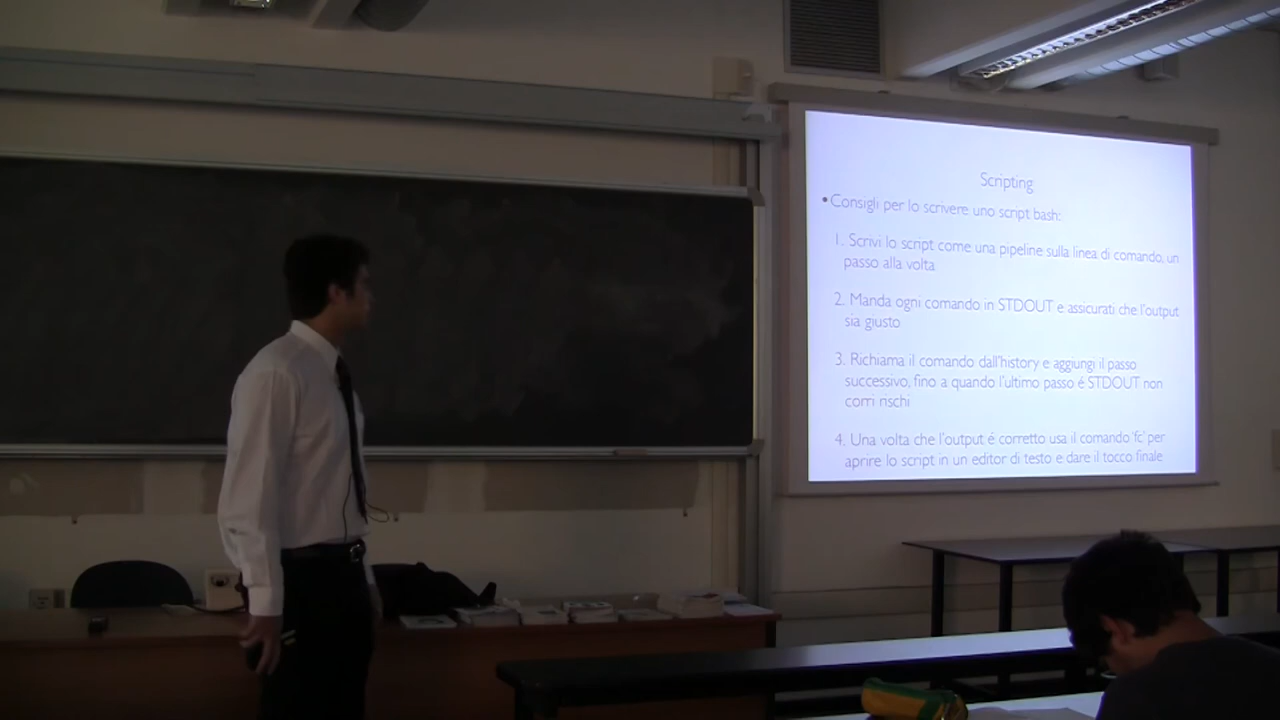 Scripting
• Consigli per lo scrivere uno script bash:
1. Scrivi lo script come una pipeline sulla linea di comando, un
passo alla volta
2. Manda ogni comando in STDOUT e assicurati che l'output
sia giusto
3. Richiama il comando dall'history e aggiungi il passo
successivo, fino a quando l'ultimo passo é STDOUT non
corri rischi
4. Una volta che l'output é corretto usa il comando 'fc' per
aprire lo script in un editor di testo e dare il tocco finale